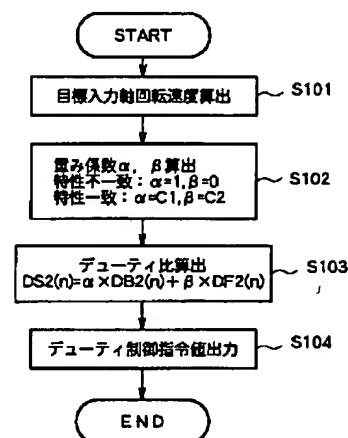 START
目標入力軸回転速度算出
S101
重み係数α, β算出
特性不一致：α=1,β=0
特性一致：α=C1,β=C2
S102
デューティ比算出
DS2(n)=α×DB2(n)+β×DF2(n)
S103
デューティ制御指令値出力
S104
END